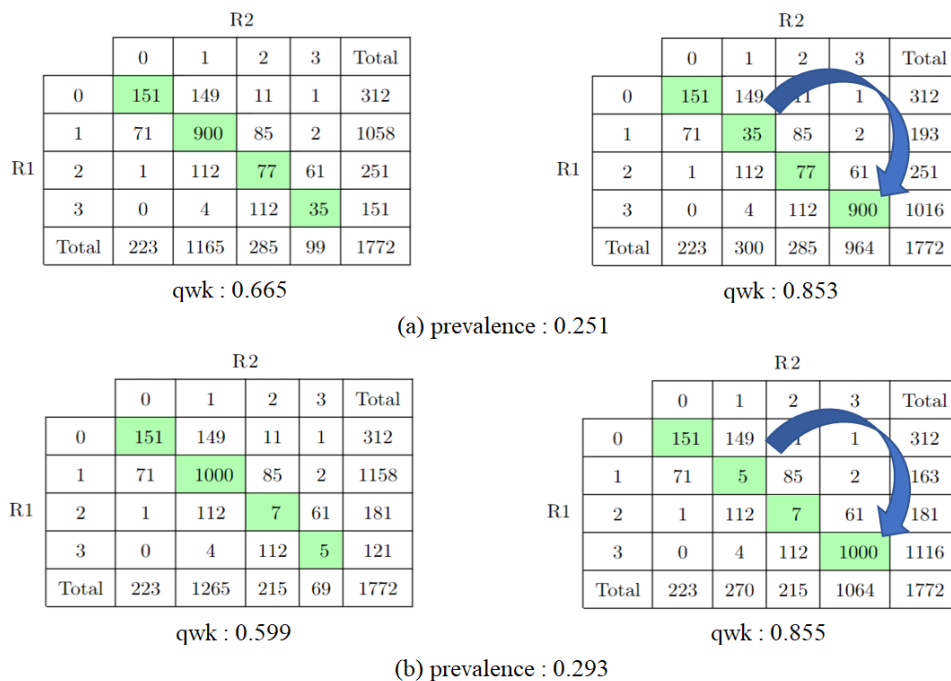 R2
0 1 2 3 Total
0 151 149 11 1 312
1 71 900 85 2 1058
R1 2 1 112 77 61 251
3 0 4 112 35 151
Total 223 1165 285 99 1772
qwk : 0.665
R2
0 1 2 3 Total
0 151 149 11 1 312
1 71 35 85 2 193
R1 2 1 112 77 61 251
3 0 4 112 900 1016
Total 223 300 285 964 1772
qwk : 0.853
(a) prevalence : 0.251
R2
0 1 2 3 Total
0 151 149 11 1 312
1 71 1000 85 2 1158
R1 2 1 112 7 61 181
3 0 4 112 5 121
Total 223 1265 215 69 1772
qwk : 0.599
R2
0 1 2 3 Total
0 151 149 1 312
1 71 5 85 2 163
R1 2 1 112 7 61 181
3 0 4 112 1000 1116
Total 223 270 215 1064 1772
qwk : 0.855
(b) prevalence : 0.293